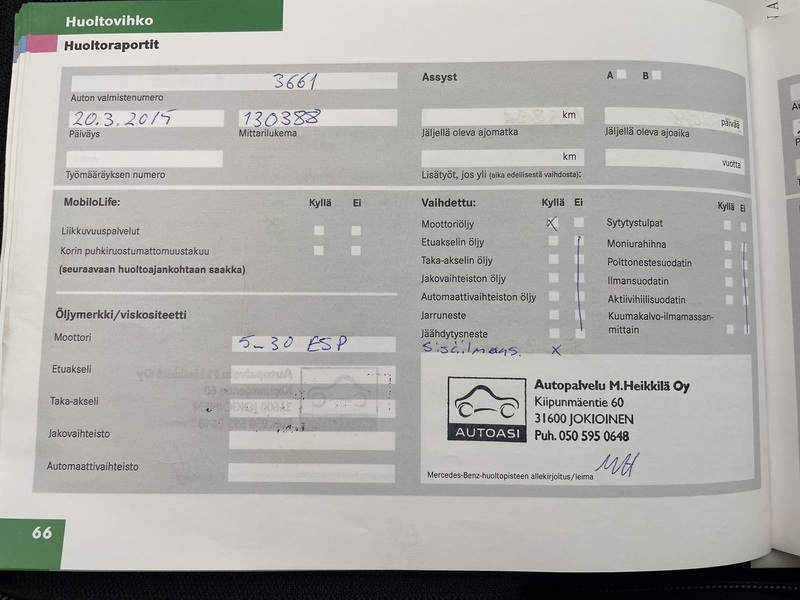 Huoltovihko
Huoltoraportit
3661
Auton valmistenumero
20.3.2015 130388
Päiväys Mittarilukema
Työmääräyksen numero
Assyst A B
km päivää
Jäljellä oleva ajomatka Jäljellä oleva ajoaika
km vuotta
Lisätyöt, jos yli (aika edellisestä vaihdosta):
MobiloLife: Kyllä Ei
Liikkuvuuspalvelut
Korin puhkiruostumattomuustakuu
(seuraavaan huoltoajankohtaan saakka)
Öljymerkki/viskositeetti
Moottori 5-30 ESP
Etuakseli
Taka-akseli
Jakovaihteisto
Automaattivaihteisto
Vaihdettu: Kyllä Ei Kyllä Ei
Moottoriöljy X Sytytystulpat
Etuakselin öljy Moniurahihna
Taka-akselin öljy Polttonestesuodatin
Jakovaihteiston öljy Ilmansuodatin
Automaattivaihteiston öljy Aktiivihiilisuodatin
Jarruneste Kuumakalvo-ilmamassan-
Jäähdytysneste mittain
Sisäilmans. X
AUTOASI
Autopalvelu M.Heikkilä Oy
Kiipunmäentie 60
31600 JOKIOINEN
Puh. 050 595 0648
MH
Mercedes-Benz-huoltopisteen allekirjoitus/leima
66